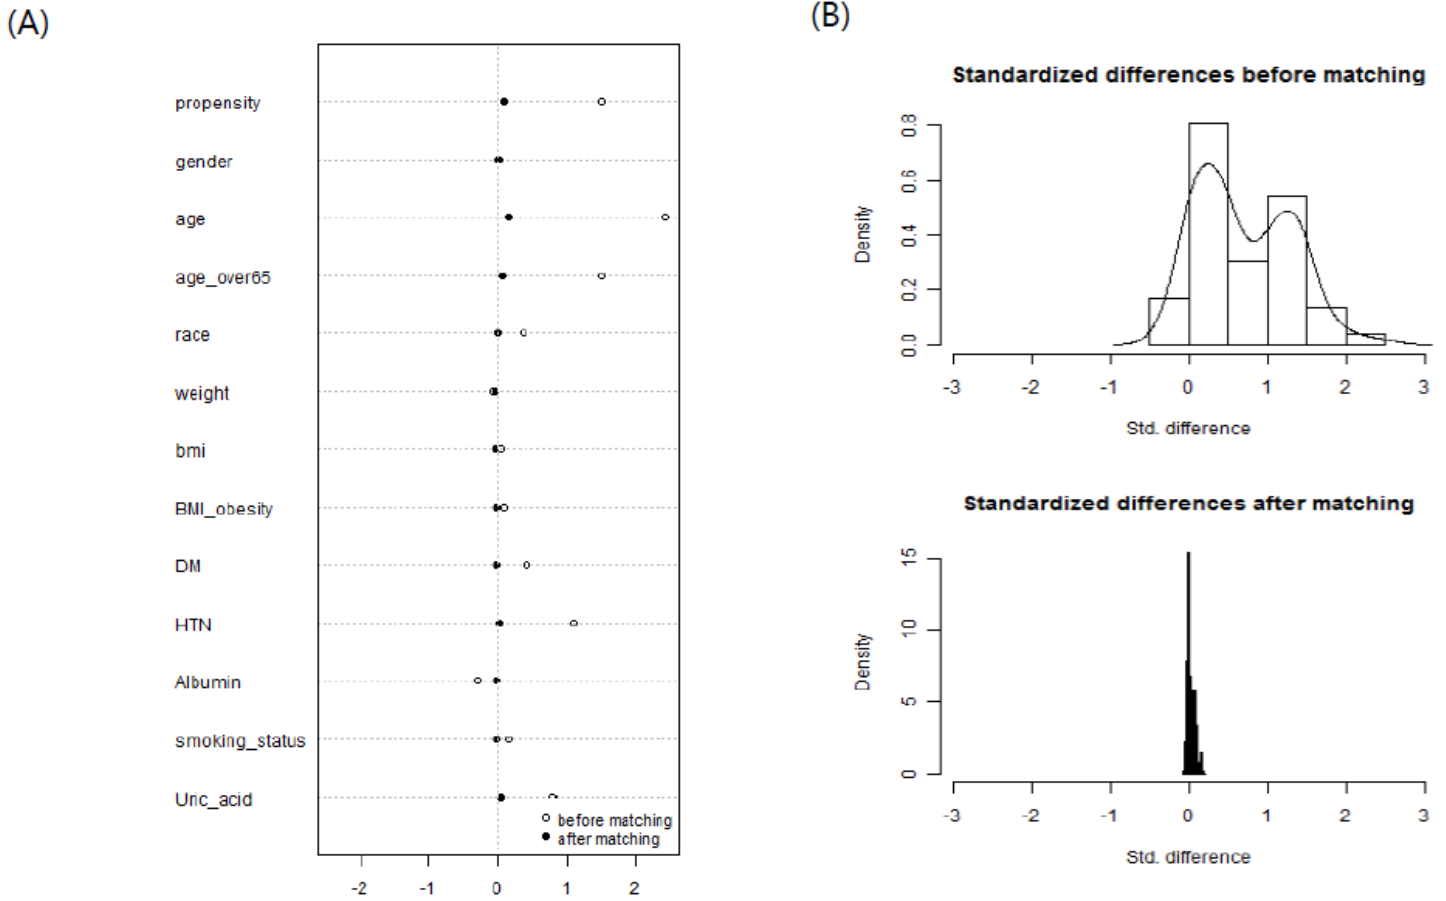 (A)
propensity
gender
age
age_over65
race
weight
bmi
BMI_obesity
DM
HTN
Albumin
smoking_status
Uric_acid
before matching
after matching
-2 -1 0 1 2
(B)
Standardized differences before matching
Density
0.0 0.2 0.4 0.6 0.8
-3 -2 -1 0 1 2 3
Std. difference
Standardized differences after matching
Density
0 5 10 15
-3 -2 -1 0 1 2 3
Std. difference